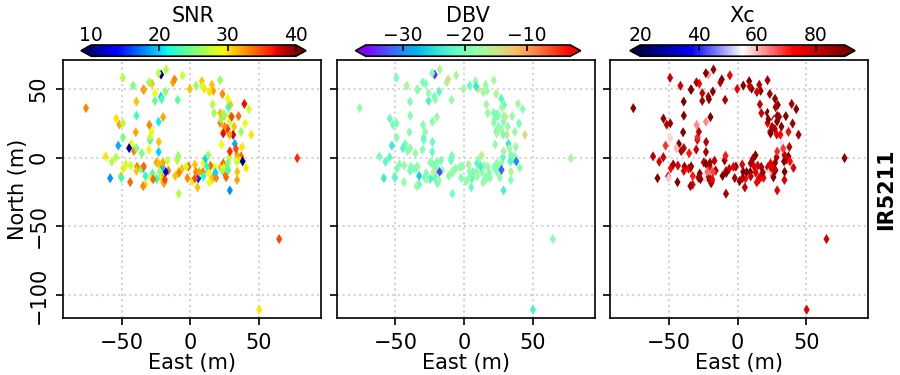 SNR DBV Xc
10 20 30 40 −30 −20 −10 20 40 60 80
50
0
−50
−100
North (m)
−50 0 50 −50 0 50 −50 0 50
East (m) East (m) East (m)
IR5211